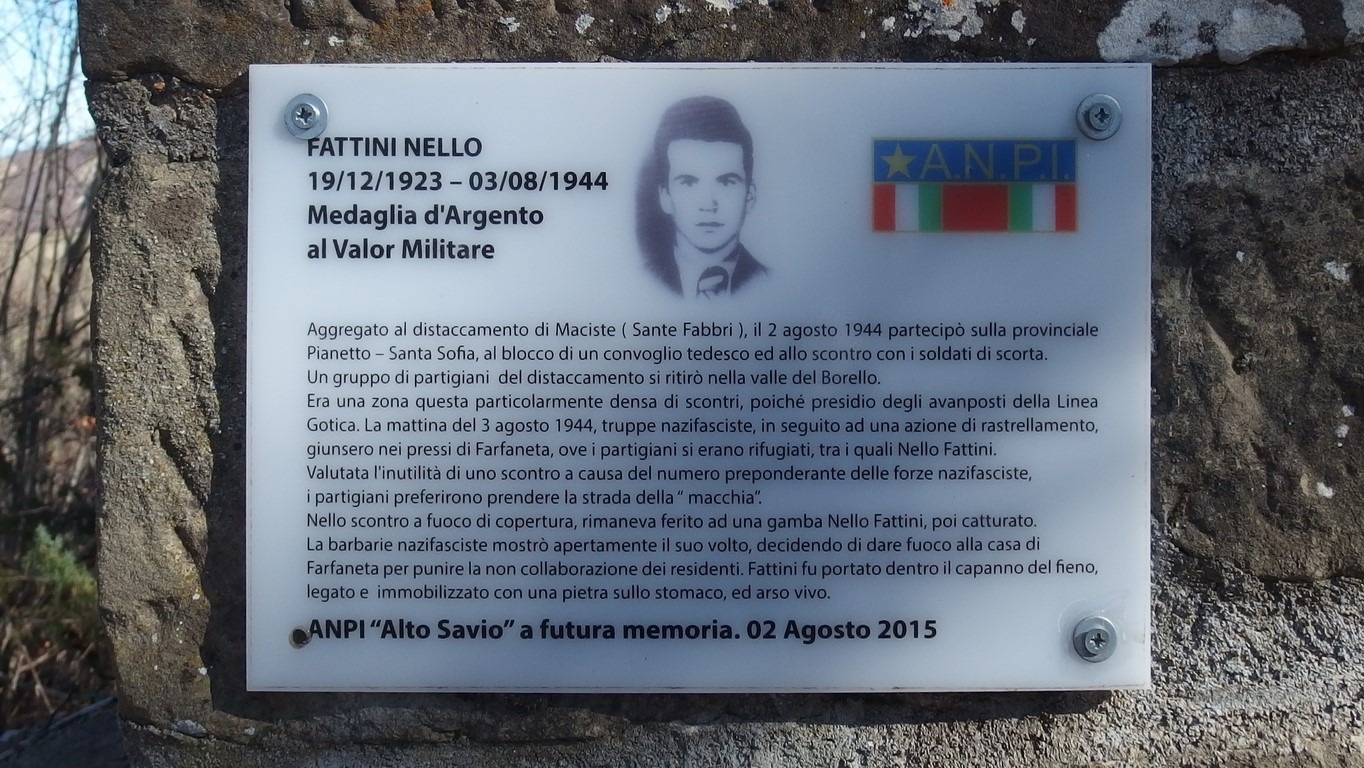 FATTINI NELLO
19/12/1923 – 03/08/1944
Medaglia d'Argento
al Valor Militare
A.N.P.I.
Aggregato al distaccamento di Maciste ( Sante Fabbri ), il 2 agosto 1944 partecipò sulla provinciale
Pianetto – Santa Sofia, al blocco di un convoglio tedesco ed allo scontro con i soldati di scorta.
Un gruppo di partigiani del distaccamento si ritirò nella valle del Borello.
Era una zona questa particolarmente densa di scontri, poiché presidio degli avanposti della Linea
Gotica. La mattina del 3 agosto 1944, truppe nazifasciste, in seguito ad una azione di rastrellamento,
giunsero nei pressi di Farfaneta, ove i partigiani si erano rifugiati, tra i quali Nello Fattini.
Valutata l'inutilità di uno scontro a causa del numero preponderante delle forze nazifasciste,
i partigiani preferirono prendere la strada della “ macchia”.
Nello scontro a fuoco di copertura, rimaneva ferito ad una gamba Nello Fattini, poi catturato.
La barbarie nazifasciste mostrò apertamente il suo volto, decidendo di dare fuoco alla casa di
Farfaneta per punire la non collaborazione dei residenti. Fattini fu portato dentro il capanno del fieno,
legato e immobilizzato con una pietra sullo stomaco, ed arso vivo.
ANPI “Alto Savio” a futura memoria. 02 Agosto 2015